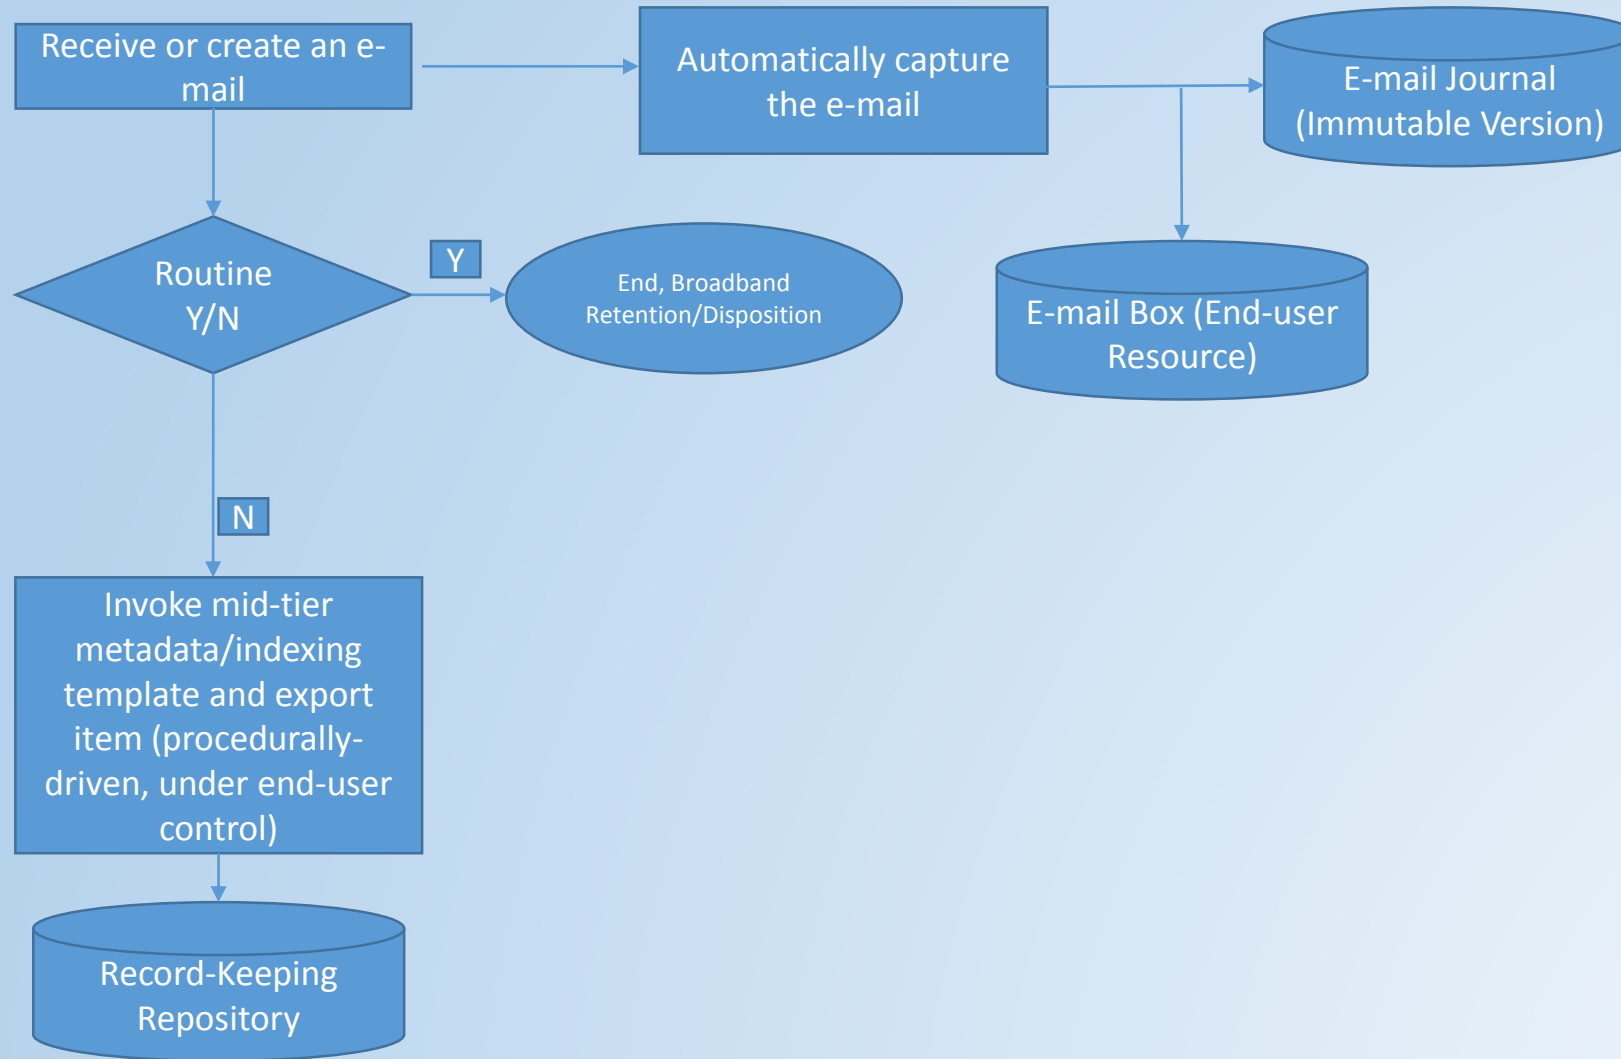 Receive or create an e-
mail
Automatically capture
the e-mail
E-mail Journal
(Immutable Version)
Routine
Y/N
Y
End, Broadband
Retention/Disposition
E-mail Box (End-user
Resource)
N
Invoke mid-tier
metadata/indexing
template and export
item (procedurally-
driven, under end-user
control)
Record-Keeping
Repository